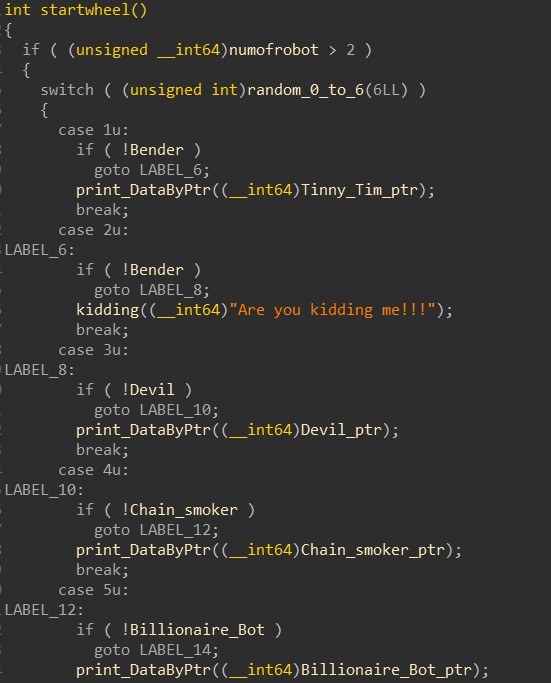 int startwheel()
{
if ( (unsigned __int64)numofrobot > 2 )
{
switch ( (unsigned int)random_0_to_6(6LL) )
{
case 1u:
if ( !Bender )
goto LABEL_6;
print_DataByPtr((__int64)Tinny_Tim_ptr);
break;
case 2u:
LABEL_6:
if ( !Bender )
goto LABEL_8;
kidding((__int64)"Are you kidding me!!!");
break;
case 3u:
LABEL_8:
if ( !Devil )
goto LABEL_10;
print_DataByPtr((__int64)Devil_ptr);
break;
case 4u:
LABEL_10:
if ( !Chain_smoker )
goto LABEL_12;
print_DataByPtr((__int64)Chain_smoker_ptr);
break;
case 5u:
LABEL_12:
if ( !Billionaire_Bot )
goto LABEL_14;
print_DataByPtr((__int64)Billionaire_Bot_ptr);